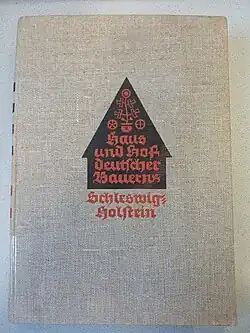 Haus
und Hof
deutscher
Bauern
Schleswig-
Holstein